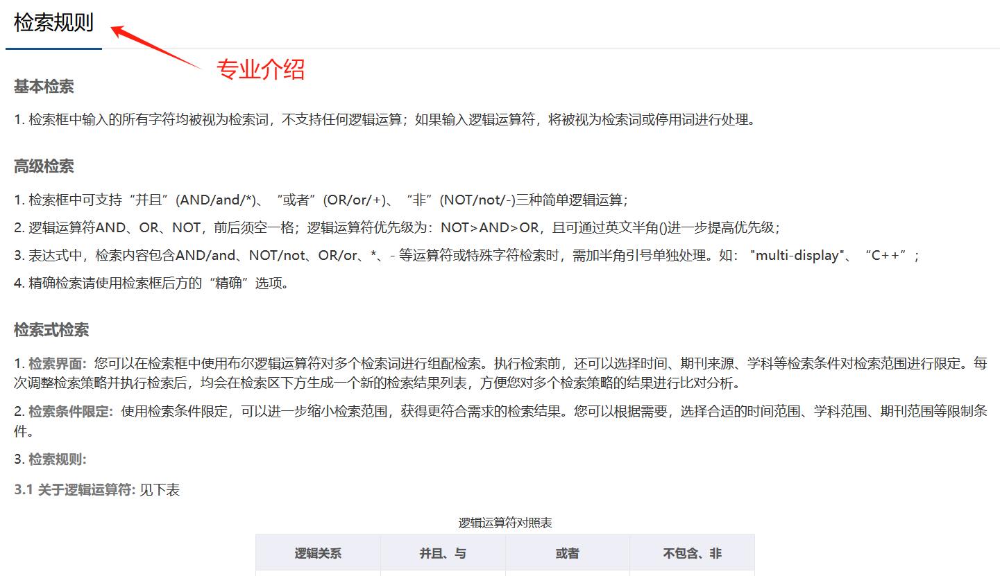 检索规则
专业介绍
基本检索
1. 检索框中输入的所有字符均被视为检索词，不支持任何逻辑运算；如果输入逻辑运算符，将被视为检索词或停用词进行处理。
高级检索
1. 检索框中可支持“并且”(AND/and/*)、“或者”(OR/or/+)、“非”(NOT/not/-)三种简单逻辑运算；
2. 逻辑运算符AND、OR、NOT，前后须空一格；逻辑运算符优先级为：NOT>AND>OR，且可通过英文半角()进一步提高优先级；
3. 表达式中，检索内容包含AND/and、NOT/not、OR/or、*、- 等运算符或特殊字符检索时，需加半角引号单独处理。如： "multi-display"、“C++”；
4. 精确检索请使用检索框后方的“精确”选项。
检索式检索
1. 检索界面：您可以在检索框中使用布尔逻辑运算符对多个检索词进行组配检索。执行检索前，还可以选择时间、期刊来源、学科等检索条件对检索范围进行限定。每
次调整检索策略并执行检索后，均会在检索区下方生成一个新的检索结果列表，方便您对多个检索策略的结果进行比对分析。
2. 检索条件限定：使用检索条件限定，可以进一步缩小检索范围，获得更符合需求的检索结果。您可以根据需要，选择合适的时间范围、学科范围、期刊范围等限制条
件。
3. 检索规则:
3.1 关于逻辑运算符: 见下表
逻辑运算符对照表
逻辑关系 并且、与 或者 不包含、非